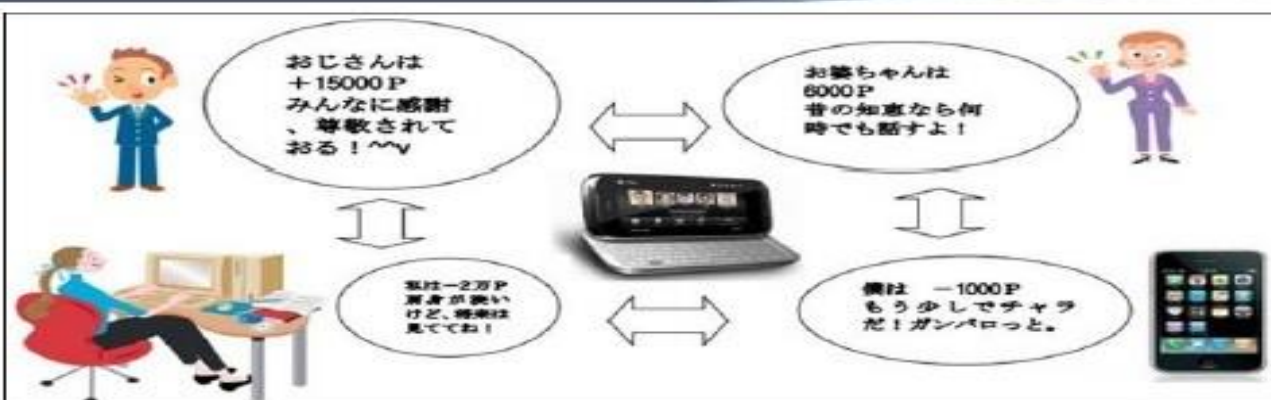 おじさんは
＋15000P
みんなに感謝
、尊敬されて
おる！^^v
お婆ちゃんは
6000P
昔の知恵なら何
時でも話すよ！
私は－2万P
肩身が狭い
けど、将来は
見ててね！
僕は　－1000P
もう少しでチャラ
だ！ガンバロっと。